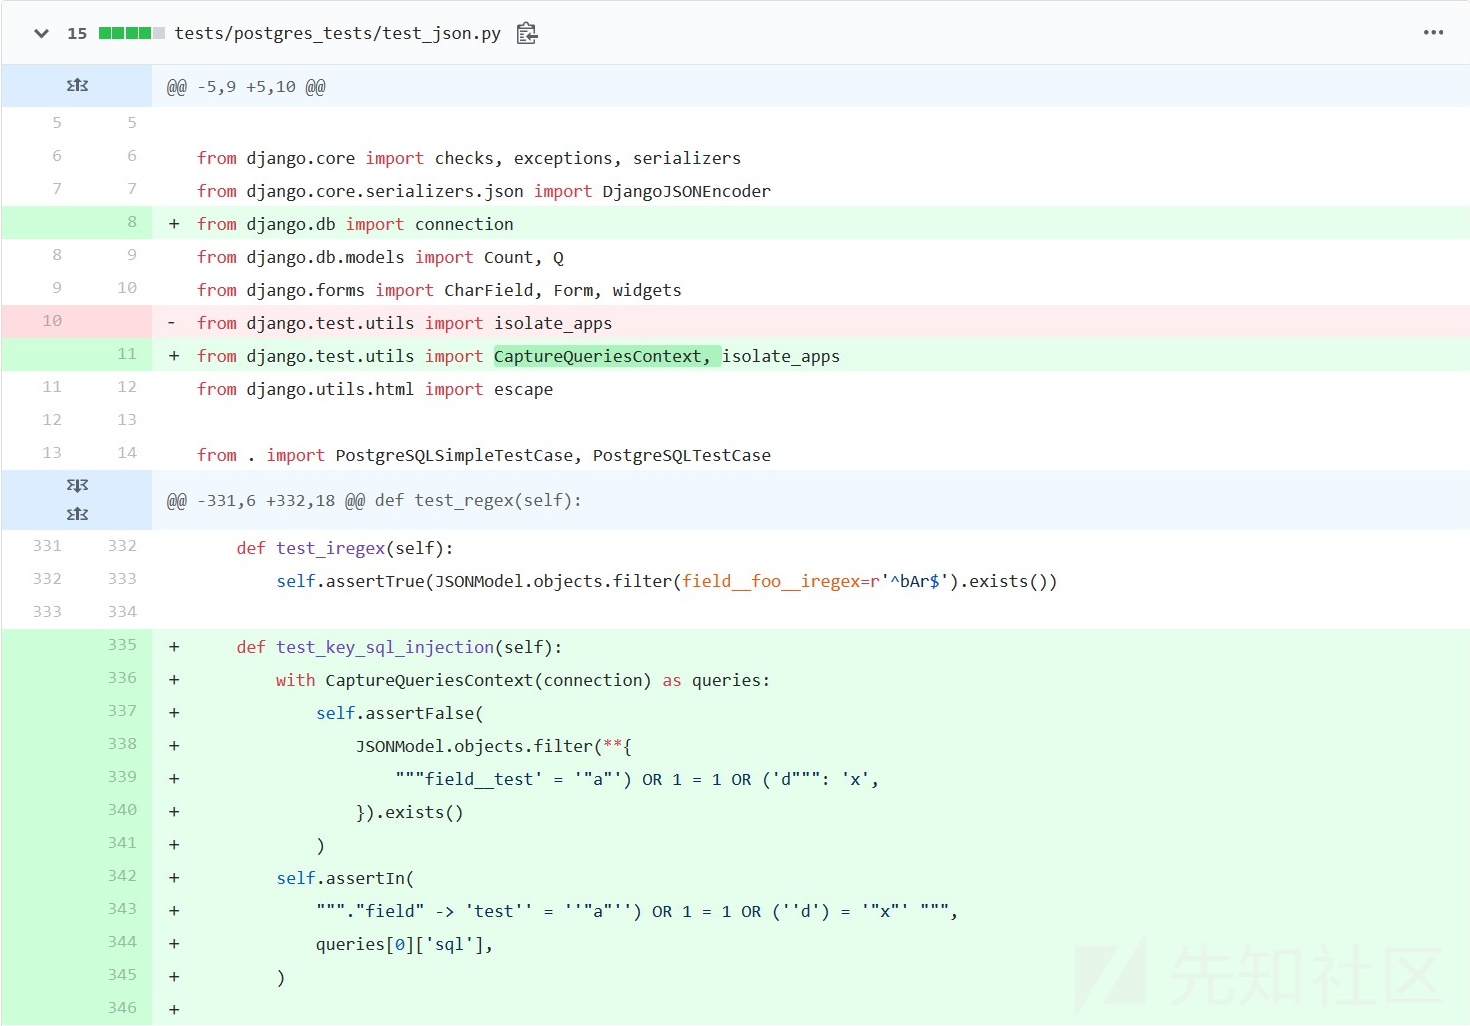 15 tests/postgres_tests/test_json.py
@@ -5,9 +5,10 @@
5 5
6 6 from django.core import checks, exceptions, serializers
7 7 from django.core.serializers.json import DjangoJSONEncoder
8 + from django.db import connection
8 9 from django.db.models import Count, Q
9 10 from django.forms import CharField, Form, widgets
10 - from django.test.utils import isolate_apps
11 + from django.test.utils import CaptureQueriesContext, isolate_apps
11 12 from django.utils.html import escape
12 13
13 14 from . import PostgreSQLSimpleTestCase, PostgreSQLTestCase
@@ -331,6 +332,18 @@ def test_regex(self):
331 332 def test_iregex(self):
332 333 self.assertTrue(JSONModel.objects.filter(field__foo__iregex=r'^bAr$').exists())
333 334
335 + def test_key_sql_injection(self):
336 + with CaptureQueriesContext(connection) as queries:
337 + self.assertFalse(
338 + JSONModel.objects.filter(**{
339 + """field__test' = '"a"') OR 1 = 1 OR ('d""": 'x',
340 + }).exists()
341 + )
342 + self.assertIn(
343 + """."field" -> 'test'' = ''"a"'') OR 1 = 1 OR (''d') = '"x"' """,
344 + queries[0]['sql'],
345 + )
346 +
先知社区